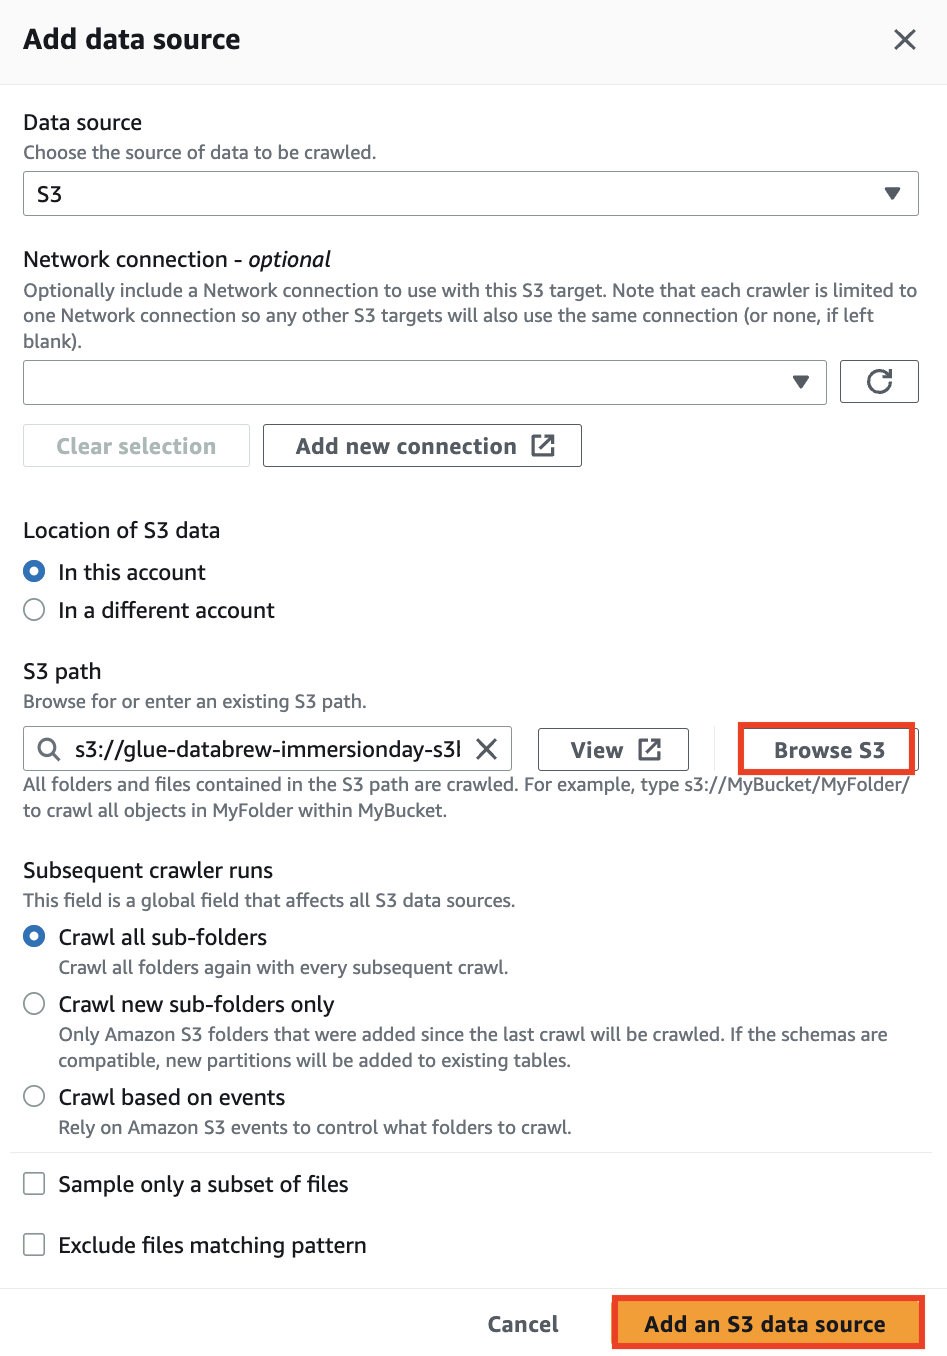 Add data source
Data source
Choose the source of data to be crawled.
S3
Network connection - optional
Optionally include a Network connection to use with this S3 target. Note that each crawler is limited to
one Network connection so any other S3 targets will also use the same connection (or none, if left
blank).
Clear selection
Add new connection
Location of S3 data
In this account
In a different account
S3 path
Browse for or enter an existing S3 path.
s3://glue-databrew-immersionday-s3l
View
Browse S3
All folders and files contained in the S3 path are crawled. For example, type s3://MyBucket/MyFolder/
to crawl all objects in MyFolder within MyBucket.
Subsequent crawler runs
This field is a global field that affects all S3 data sources.
Crawl all sub-folders
Crawl all folders again with every subsequent crawl.
Crawl new sub-folders only
Only Amazon S3 folders that were added since the last crawl will be crawled. If the schemas are
compatible, new partitions will be added to existing tables.
Crawl based on events
Rely on Amazon S3 events to control what folders to crawl.
Sample only a subset of files
Exclude files matching pattern
Cancel
Add an S3 data source